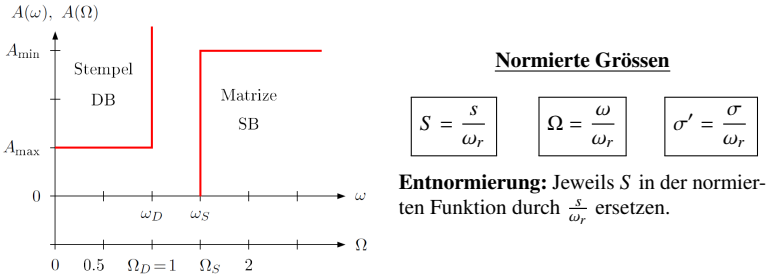 A(ω), A(Ω)
A_min
Stempel
DB
Matrize
SB
A_max
0
ω
ω_D ω_S
Ω
0 0.5 Ω_D=1 Ω_S 2
Normierte Grössen
S = s/ω_r Ω = ω/ω_r σ′ = σ/ω_r
Entnormierung: Jeweils S in der normier-
ten Funktion durch s/ω_r ersetzen.